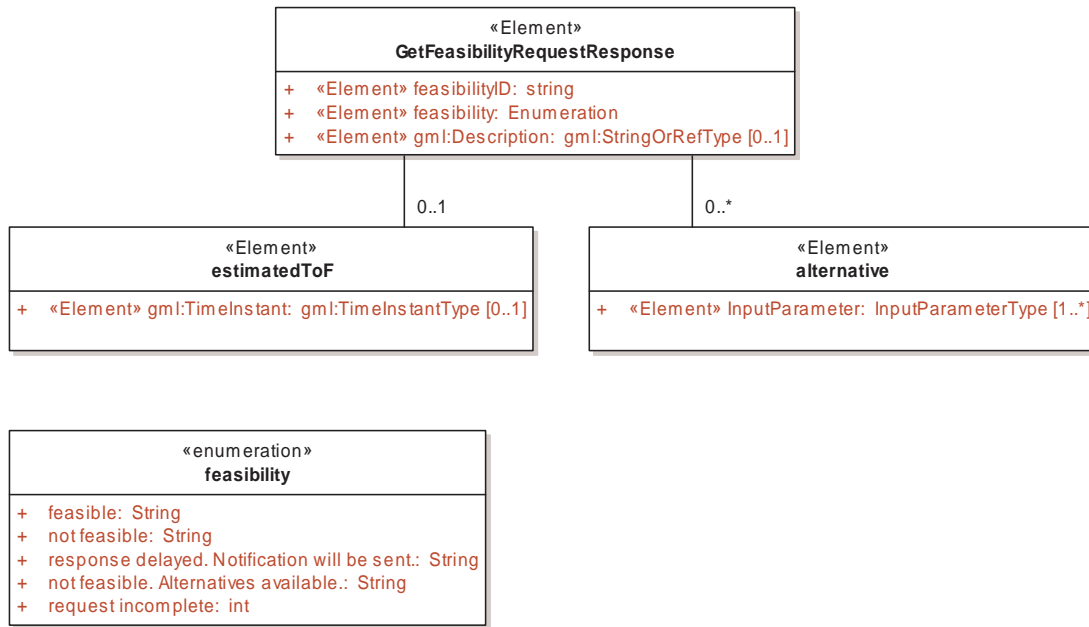 «Element»
GetFeasibilityRequestResponse
+ «Element» feasibilityID: string
+ «Element» feasibility: Enumeration
+ «Element» gml:Description: gml:StringOrRefType [0..1]
0..1
0..*
«Element»
estimatedToF
+ «Element» gml:TimeInstant: gml:TimeInstantType [0..1]
«Element»
alternative
+ «Element» InputParameter: InputParameterType [1..*]
«enumeration»
feasibility
+ feasible: String
+ not feasible: String
+ response delayed. Notification will be sent.: String
+ not feasible. Alternatives available.: String
+ request incomplete: int